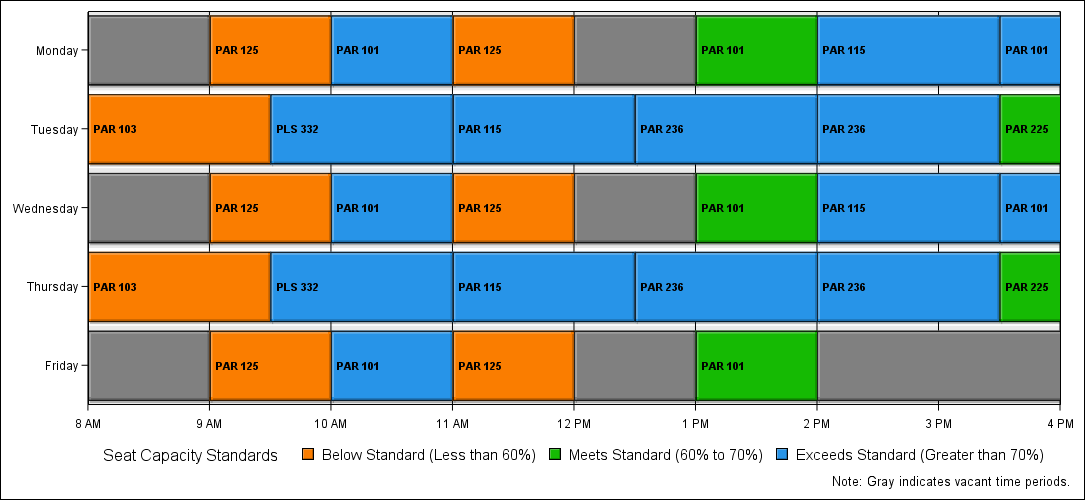 Monday PAR 125 PAR 101 PAR 125 PAR 101 PAR 115 PAR 101
Tuesday PAR 103 PLS 332 PAR 115 PAR 236 PAR 236 PAR 225
Wednesday PAR 125 PAR 101 PAR 125 PAR 101 PAR 115 PAR 101
Thursday PAR 103 PLS 332 PAR 115 PAR 236 PAR 236 PAR 225
Friday PAR 125 PAR 101 PAR 125 PAR 101
8 AM 9 AM 10 AM 11 AM 12 PM 1 PM 2 PM 3 PM 4 PM
Seat Capacity Standards Below Standard (Less than 60%) Meets Standard (60% to 70%) Exceeds Standard (Greater than 70%)
Note: Gray indicates vacant time periods.